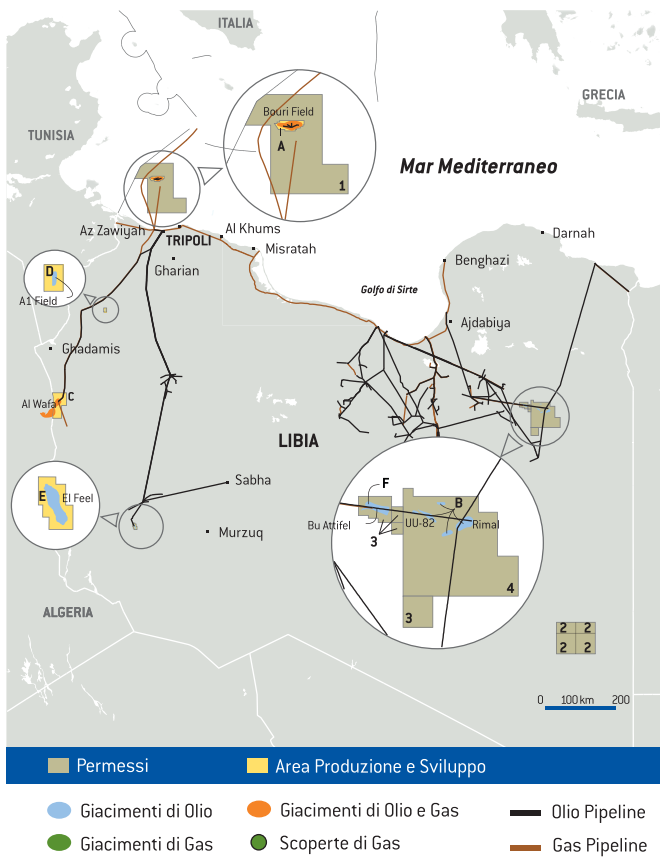 ITALIA
GRECIA
TUNISIA
Bouri Field
A
1
Mar Mediterraneo
Az Zawiyah
TRIPOLI
Al Khums
Misratah
Gharian
Darnah
Benghazi
Golfo di Sirte
Ajdabiya
D
A1 Field
Ghadamis
Al Wafa
C
LIBIA
E
El Feel
Sabha
Murzuq
F
B
Bu Attifel
UU-82
Rimal
3
4
3
ALGERIA
2 2
2 2
0 100 km 200
Permessi
Area Produzione e Sviluppo
Giacimenti di Olio
Giacimenti di Olio e Gas
Olio Pipeline
Giacimenti di Gas
Scoperte di Gas
Gas Pipeline